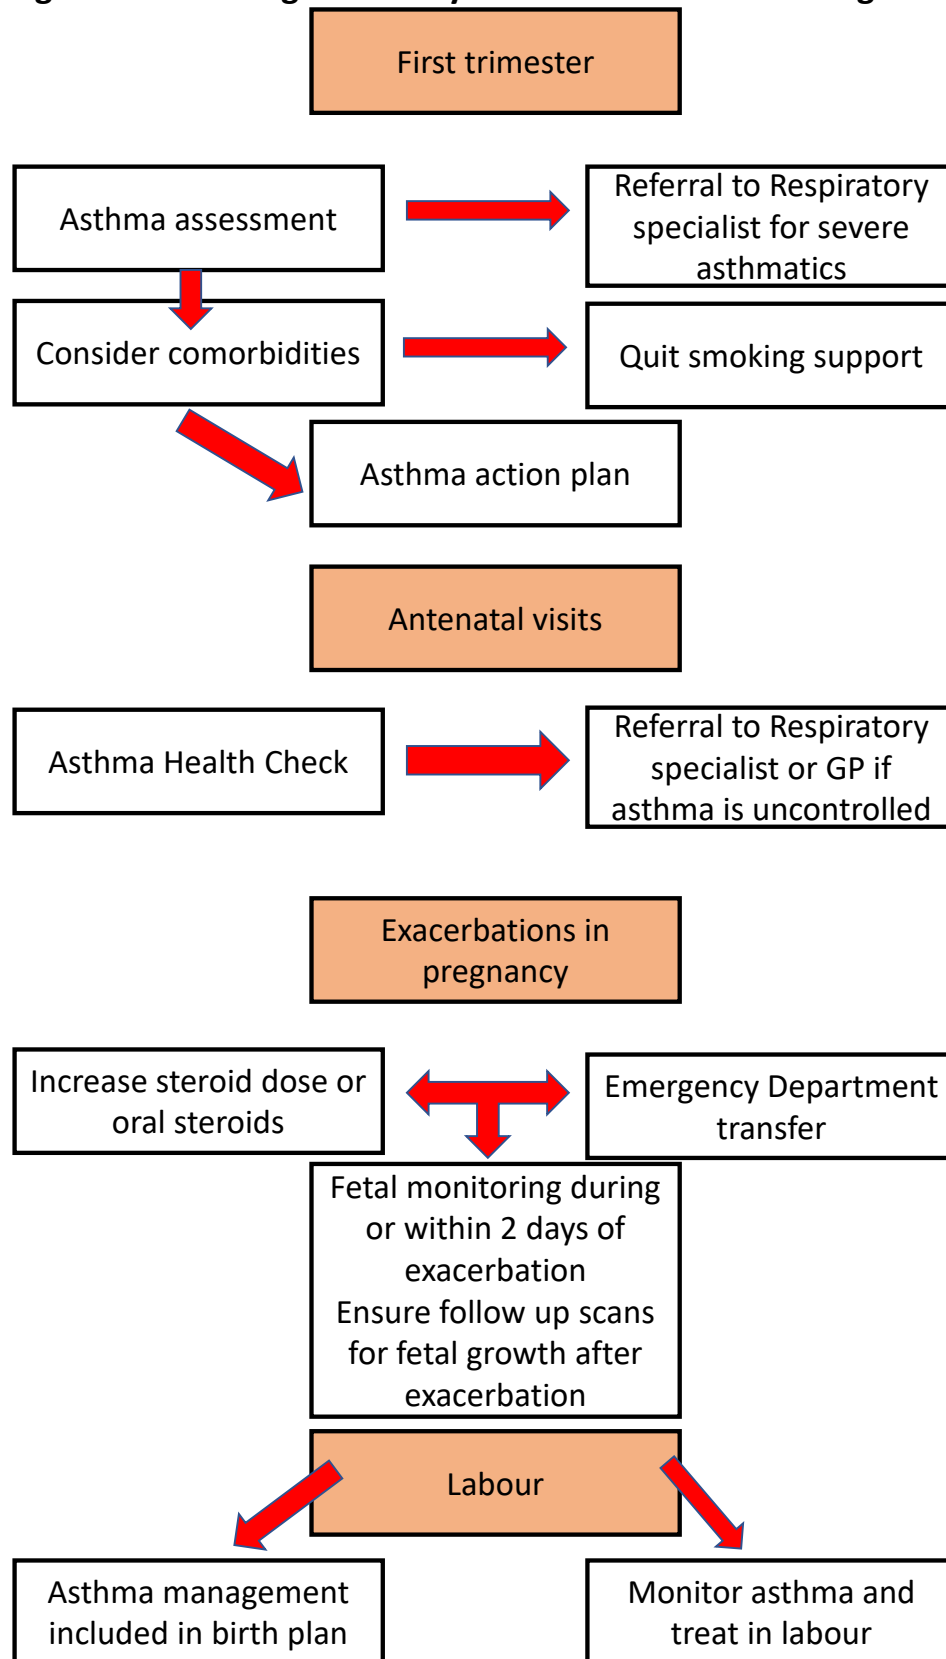 First trimester
Asthma assessment
Referral to Respiratory
specialist for severe
asthmatics
Consider comorbidities
Quit smoking support
Asthma action plan
Antenatal visits
Asthma Health Check
Referral to Respiratory
specialist or GP if
asthma is uncontrolled
Exacerbations in
pregnancy
Increase steroid dose or
oral steroids
Emergency Department
transfer
Fetal monitoring during
or within 2 days of
exacerbation
Ensure follow up scans
for fetal growth after
exacerbation
Labour
Asthma management
included in birth plan
Monitor asthma and
treat in labour